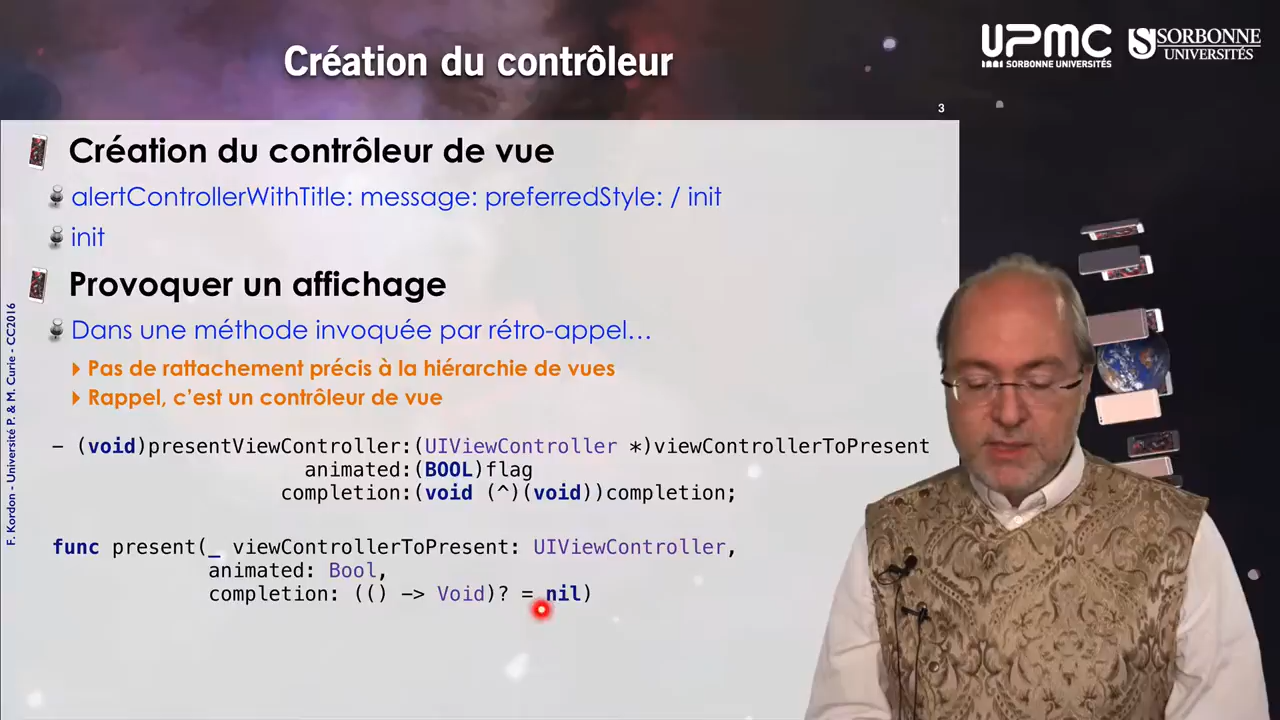 Création du contrôleur
UPMC
SORBONNE UNIVERSITÉS
SORBONNE
UNIVERSITÉS
3
Création du contrôleur de vue
alertControllerWithTitle: message: preferredStyle: / init
init
Provoquer un affichage
Dans une méthode invoquée par rétro-appel…
Pas de rattachement précis à la hiérarchie de vues
Rappel, c’est un contrôleur de vue
- (void)presentViewController:(UIViewController *)viewControllerToPresent
animated:(BOOL)flag
completion:(void (^)(void))completion;
func present(_ viewControllerToPresent: UIViewController,
animated: Bool,
completion: (() -> Void)? = nil)
F. Kordon - Université P. & M. Curie - CC2016